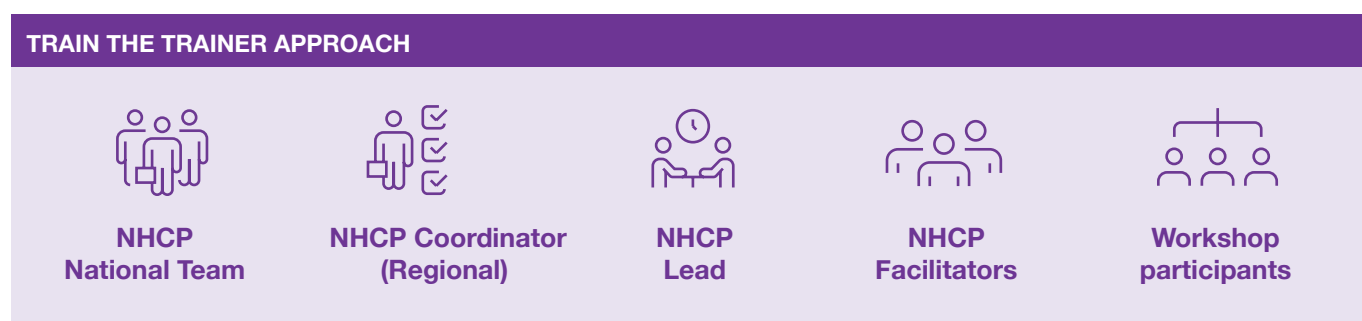 TRAIN THE TRAINER APPROACH
NHCP
National Team
NHCP Coordinator
(Regional)
NHCP
Lead
NHCP
Facilitators
Workshop
participants